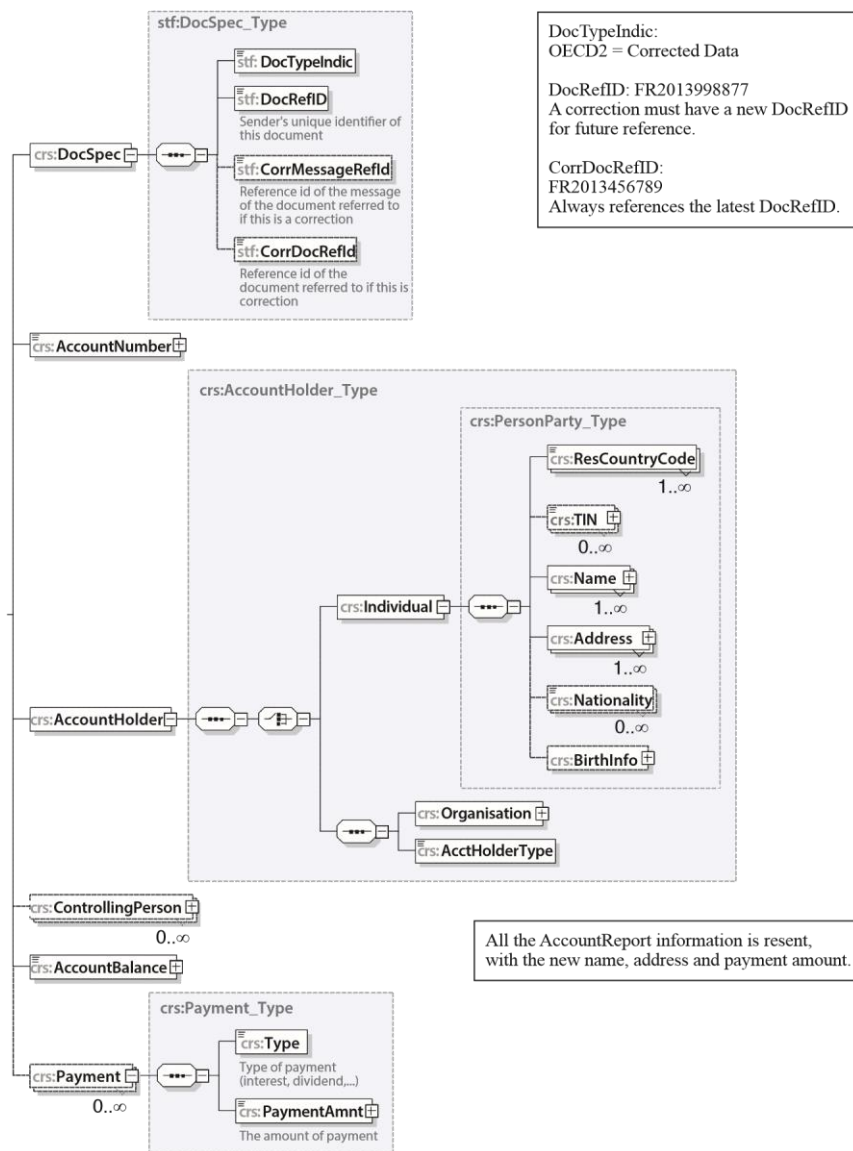 stf:DocSpec_Type
stf:DocTypeIndic
stf:DocRefID
Sender's unique identifier of
this document
crs:DocSpec
stf:CorrMessageRefId
Reference id of the message
of the document referred to
if this is a correction
stf:CorrDocRefId
Reference id of the
document referred to if this is
correction
DocTypeIndic:
OECD2 = Corrected Data
DocRefID: FR2013998877
A correction must have a new DocRefID
for future reference.
CorrDocRefID:
FR2013456789
Always references the latest DocRefID.
crs:AccountNumber
crs:AccountHolder_Type
crs:PersonParty_Type
crs:ResCountryCode
1..∞
crs:TIN
0..∞
crs:Name
1..∞
crs:Individual
crs:Address
1..∞
crs:Nationality
0..∞
crs:BirthInfo
crs:AccountHolder
crs:Organisation
crs:AcctHolderType
crs:ControllingPerson
0..∞
crs:AccountBalance
All the AccountReport information is resent,
with the new name, address and payment amount.
crs:Payment_Type
crs:Type
Type of payment
(interest, dividend,...)
crs:Payment
0..∞
crs:PaymentAmnt
The amount of payment